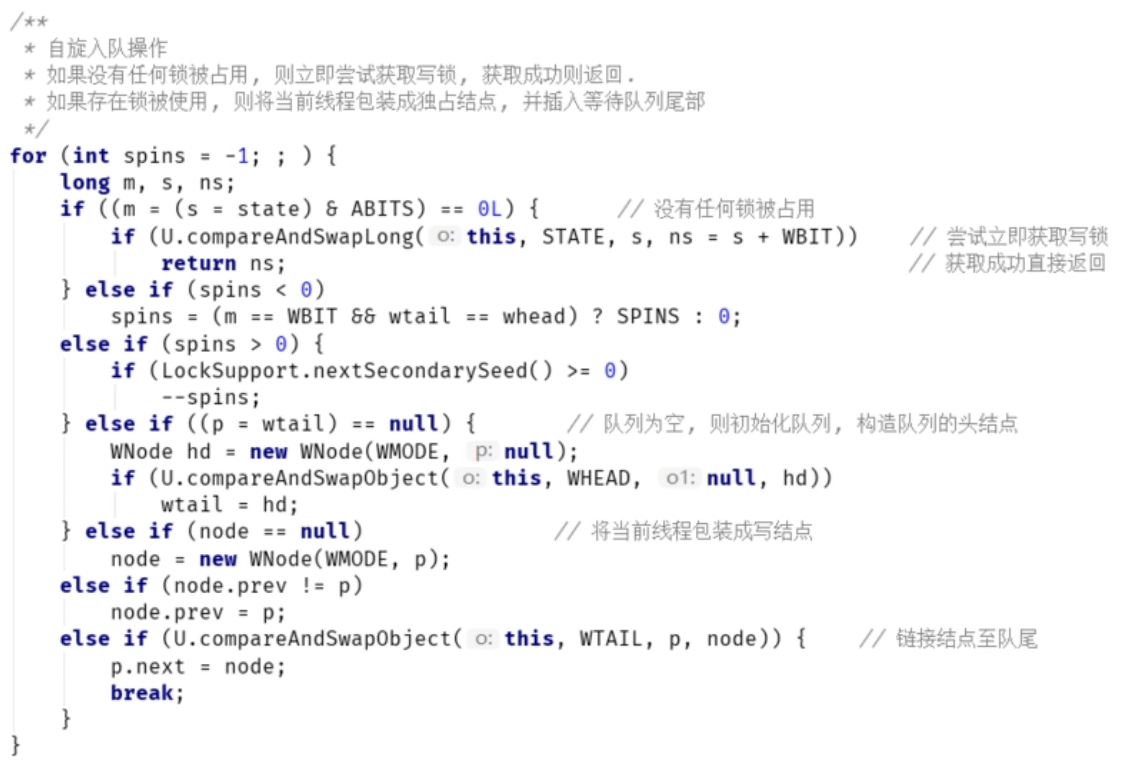 /**
 * 自旋入队操作
 * 如果没有任何锁被占用, 则立即尝试获取写锁, 获取成功则返回.
 * 如果存在锁被使用, 则将当前线程包装成独占结点, 并插入等待队列尾部
 */
for (int spins = -1; ; ) {
    long m, s, ns;
    if ((m = (s = state) & ABITS) == 0L) {      // 没有任何锁被占用
        if (U.compareAndSwapLong( o: this, STATE, s, ns = s + WBIT))    // 尝试立即获取写锁
            return ns;                                                  // 获取成功直接返回
    } else if (spins < 0)
        spins = (m == WBIT && wtail == whead) ? SPINS : 0;
    else if (spins > 0) {
        if (LockSupport.nextSecondarySeed() >= 0)
            --spins;
    } else if ((p = wtail) == null) {       // 队列为空, 则初始化队列, 构造队列的头结点
        WNode hd = new WNode(WMODE, p: null);
        if (U.compareAndSwapObject( o: this, WHEAD, o1: null, hd))
            wtail = hd;
    } else if (node == null)               // 将当前线程包装成写结点
        node = new WNode(WMODE, p);
    else if (node.prev != p)
        node.prev = p;
    else if (U.compareAndSwapObject( o: this, WTAIL, p, node)) {    // 链接结点至队尾
        p.next = node;
        break;
    }
}